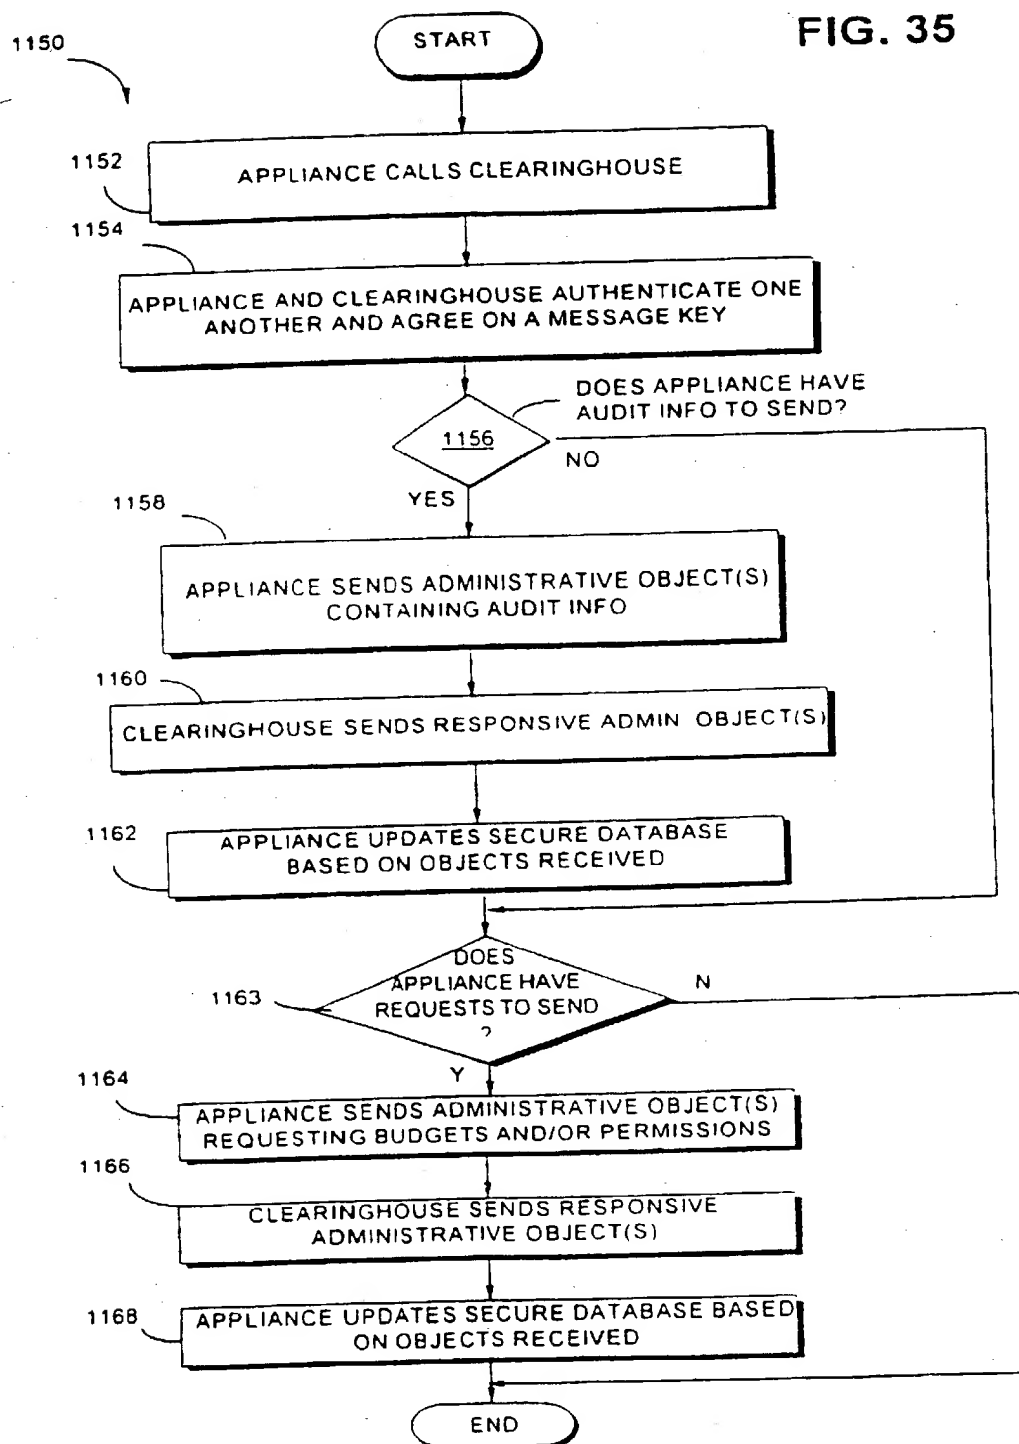 FIG. 35
1150
START
1152
APPLIANCE CALLS CLEARINGHOUSE
1154
APPLIANCE AND CLEARINGHOUSE AUTHENTICATE ONE
ANOTHER AND AGREE ON A MESSAGE KEY
DOES APPLIANCE HAVE
AUDIT INFO TO SEND?
1156
NO
YES
1158
APPLIANCE SENDS ADMINISTRATIVE OBJECT(S)
CONTAINING AUDIT INFO
1160
CLEARINGHOUSE SENDS RESPONSIVE ADMIN OBJECT(S)
1162
APPLIANCE UPDATES SECURE DATABASE
BASED ON OBJECTS RECEIVED
DOES
APPLIANCE HAVE
REQUESTS TO SEND
?
1163
N
Y
1164
APPLIANCE SENDS ADMINISTRATIVE OBJECT(S)
REQUESTING BUDGETS AND/OR PERMISSIONS
1166
CLEARINGHOUSE SENDS RESPONSIVE
ADMINISTRATIVE OBJECT(S)
1168
APPLIANCE UPDATES SECURE DATABASE BASED
ON OBJECTS RECEIVED
END